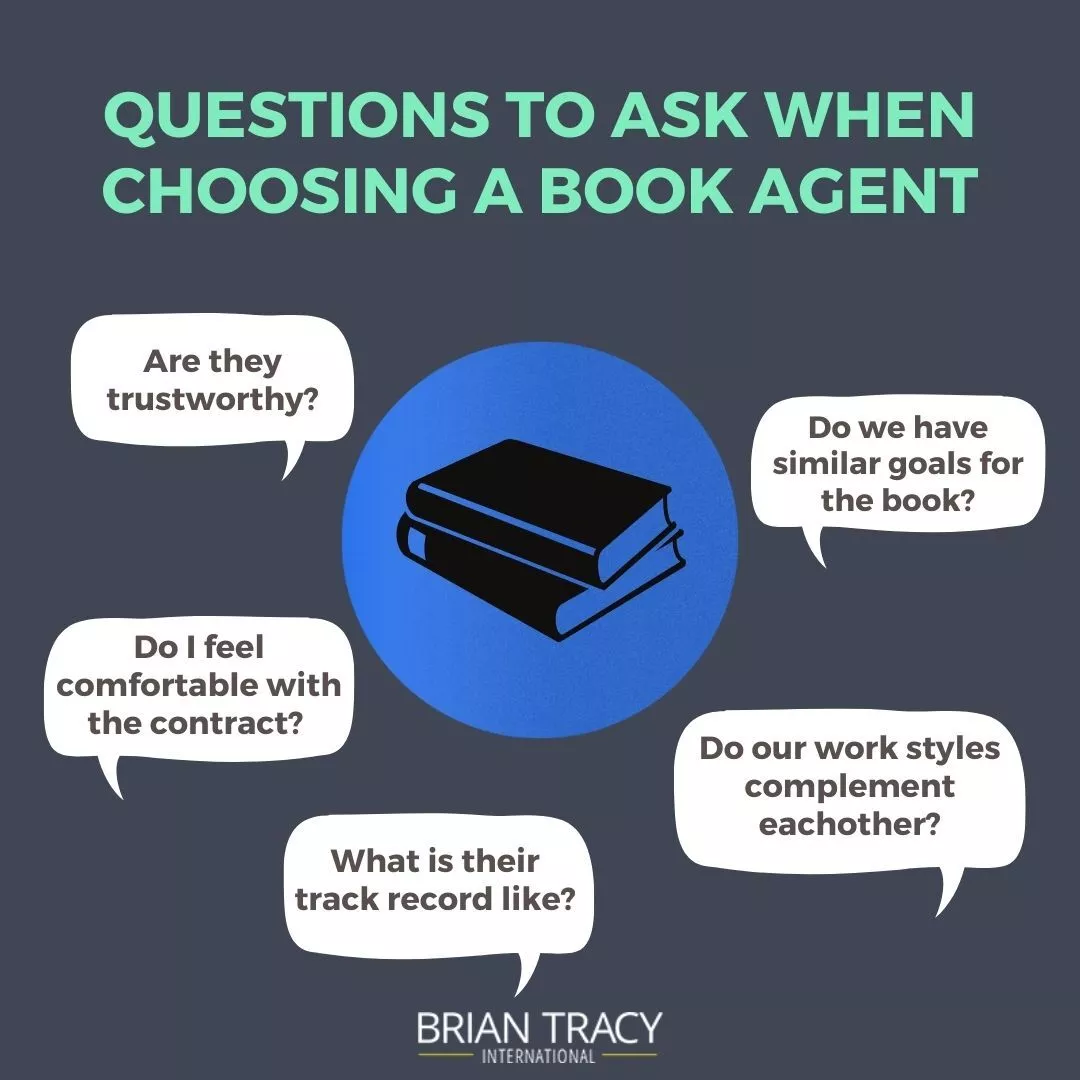 QUESTIONS TO ASK WHEN
CHOOSING A BOOK AGENT
Are they
trustworthy?
Do we have
similar goals for
the book?
Do I feel
comfortable with
the contract?
Do our work styles
complement
eachother?
What is their
track record like?
BRIAN TRACY
INTERNATIONAL